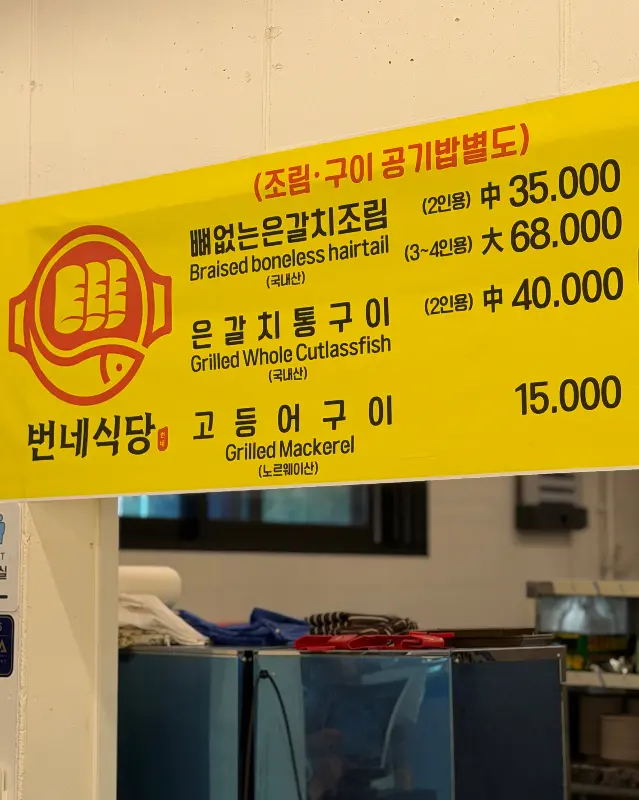 (조림·구이 공기밥별도)
뼈없는은갈치조림 (2인용) 中 35.000
Braised boneless hairtail (3~4인용) 大 68.000
(국내산)
은갈치통구이 (2인용) 中 40.000
Grilled Whole Cutlassfish
(국내산)
고등어구이 15.000
Grilled Mackerel
(노르웨이산)
번네식당
번네